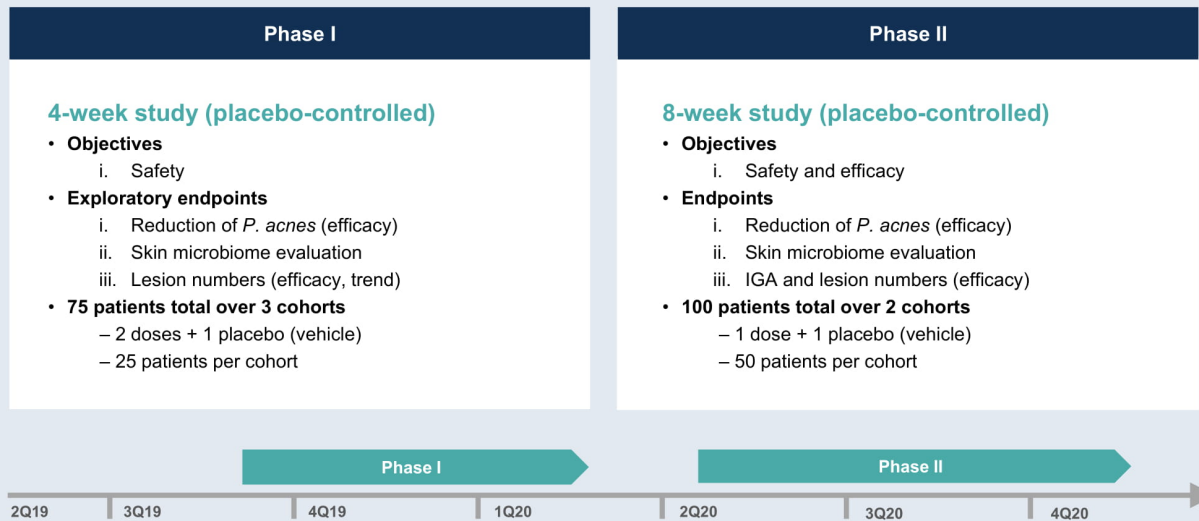 Phase I
4-week study (placebo-controlled)
• Objectives
i. Safety
• Exploratory endpoints
i. Reduction of P. acnes (efficacy)
ii. Skin microbiome evaluation
iii. Lesion numbers (efficacy, trend)
• 75 patients total over 3 cohorts
– 2 doses + 1 placebo (vehicle)
– 25 patients per cohort
Phase II
8-week study (placebo-controlled)
• Objectives
i. Safety and efficacy
• Endpoints
i. Reduction of P. acnes (efficacy)
ii. Skin microbiome evaluation
iii. IGA and lesion numbers (efficacy)
• 100 patients total over 2 cohorts
– 1 dose + 1 placebo (vehicle)
– 50 patients per cohort
Phase I
Phase II
2Q19
3Q19
4Q19
1Q20
2Q20
3Q20
4Q20